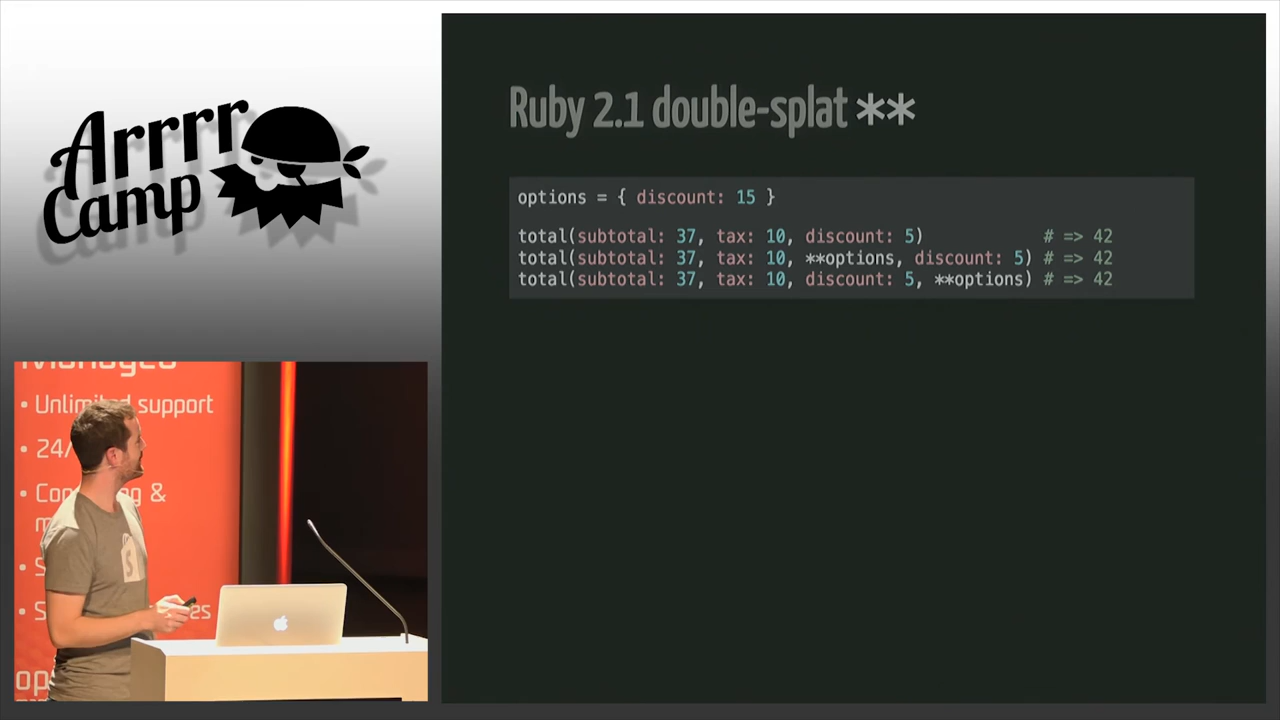 Arrrr
Camp
Ruby 2.1 double-splat **
options = { discount: 15 }
total(subtotal: 37, tax: 10, discount: 5) # => 42
total(subtotal: 37, tax: 10, **options, discount: 5) # => 42
total(subtotal: 37, tax: 10, discount: 5, **options) # => 42
Managed
• Unlimited support
• 24/